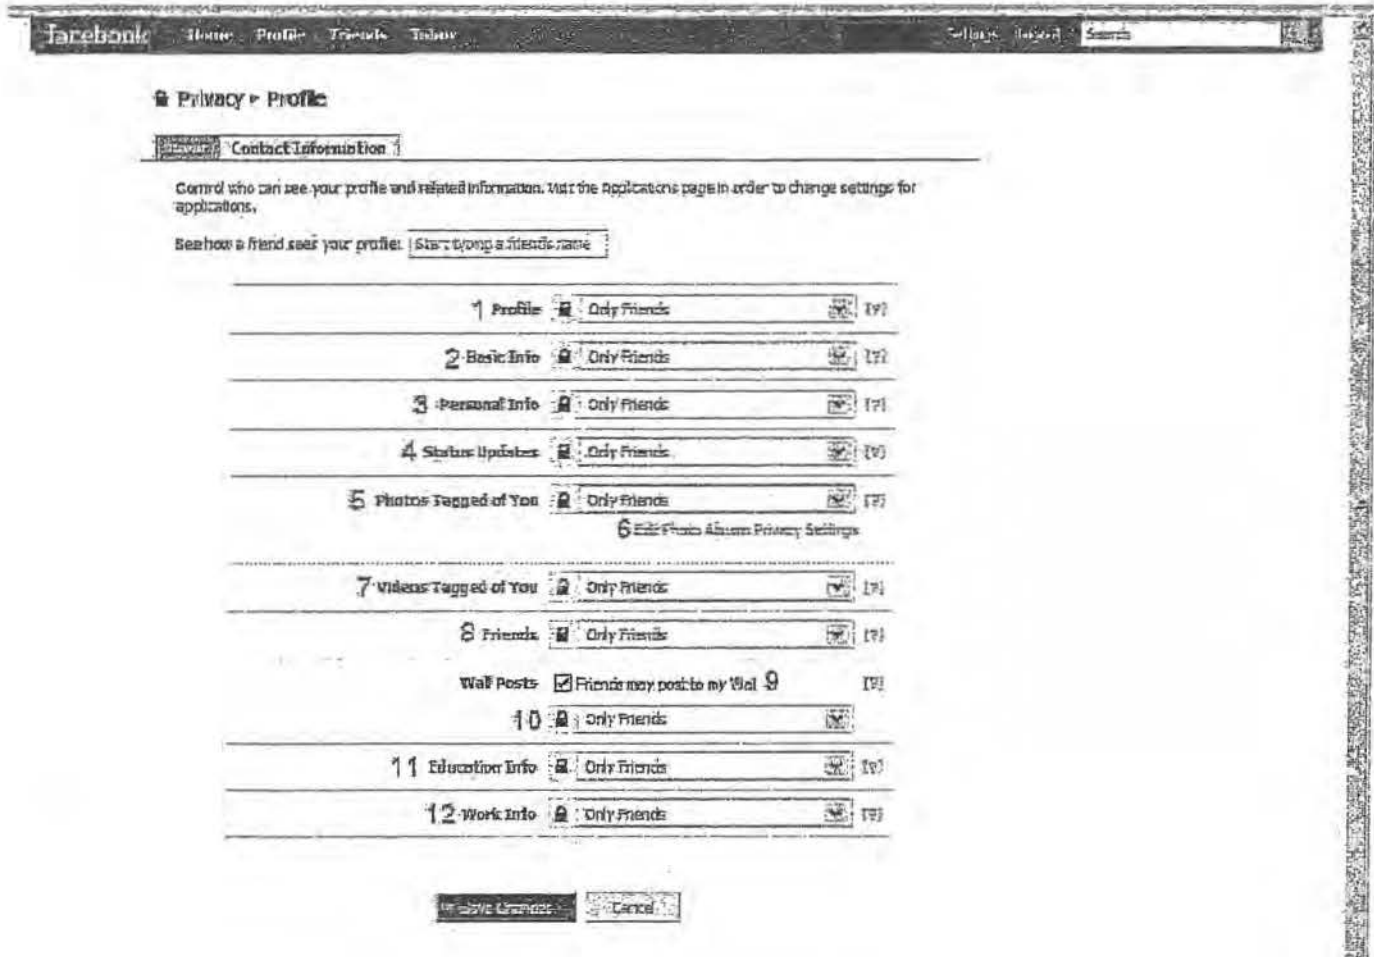 facebook Home Profile Friends Inbox Settings Logout Search
Privacy ▸ Profile
Contact Information
Control who can see your profile and related information. Visit the Applications page in order to change settings for
applications.
See how a friend sees your profile: Start typing a friend's name
1 Profile Only Friends [?]
2 Basic Info Only Friends [?]
3 Personal Info Only Friends [?]
4 Status Updates Only Friends [?]
5 Photos Tagged of You Only Friends [?]
6 Edit Photo Albums Privacy Settings
7 Videos Tagged of You Only Friends [?]
8 Friends Only Friends [?]
Wall Posts Friends may post to my Wall 9 [?]
10 Only Friends
11 Education Info Only Friends [?]
12 Work Info Only Friends [?]
Save Changes Cancel